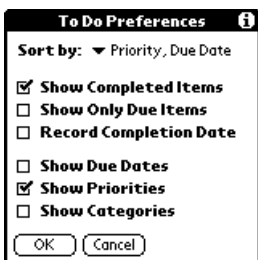 To Do Preferences
Sort by: Priority, Due Date
Show Completed Items
Show Only Due Items
Record Completion Date
Show Due Dates
Show Priorities
Show Categories
OK Cancel